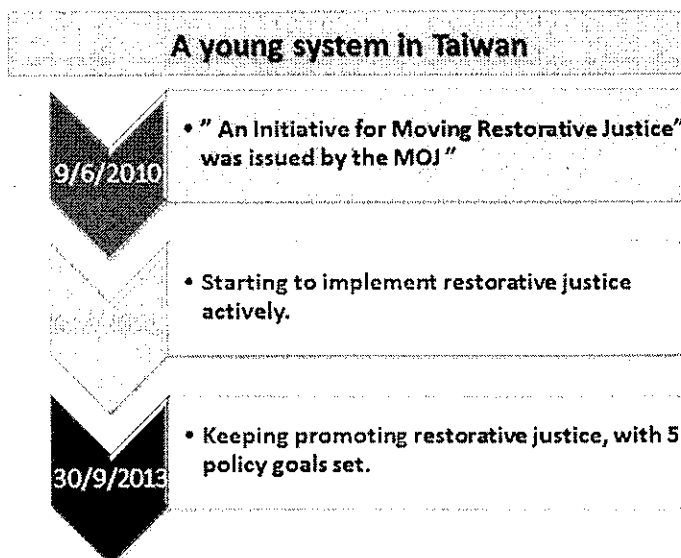 A young system in Taiwan
9/6/2010
• " An Initiative for Moving Restorative Justice"
was issued by the MOJ "
• Starting to implement restorative justice
actively.
30/9/2013
• Keeping promoting restorative justice, with 5
policy goals set.